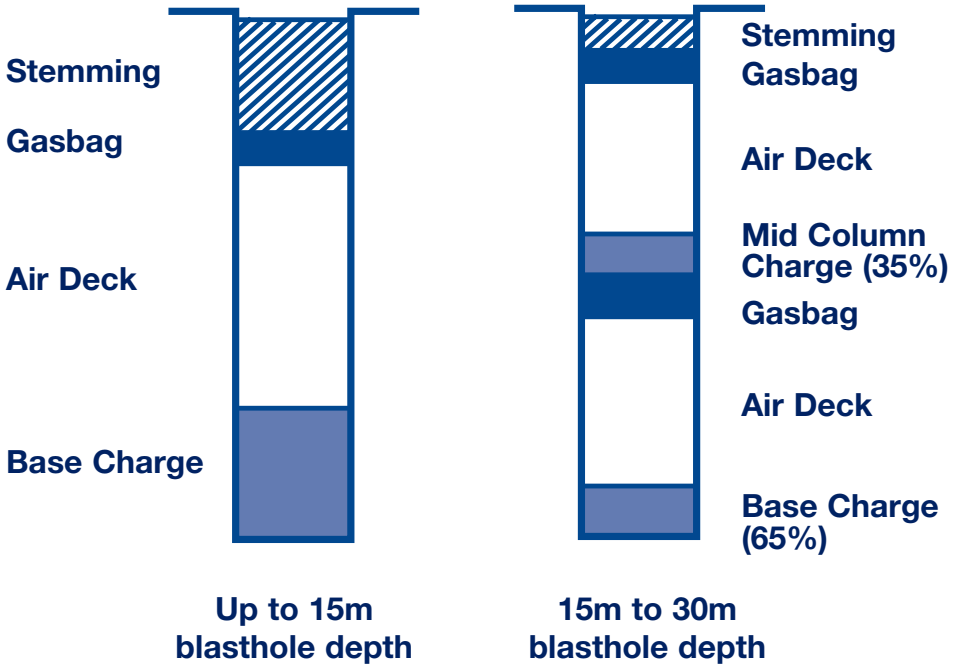 Stemming
Gasbag
Air Deck
Base Charge
Up to 15m
blasthole depth
Stemming
Gasbag
Air Deck
Mid Column
Charge (35%)
Gasbag
Air Deck
Base Charge
(65%)
15m to 30m
blasthole depth